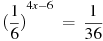 (1/6)^{4x-6} = 1/36